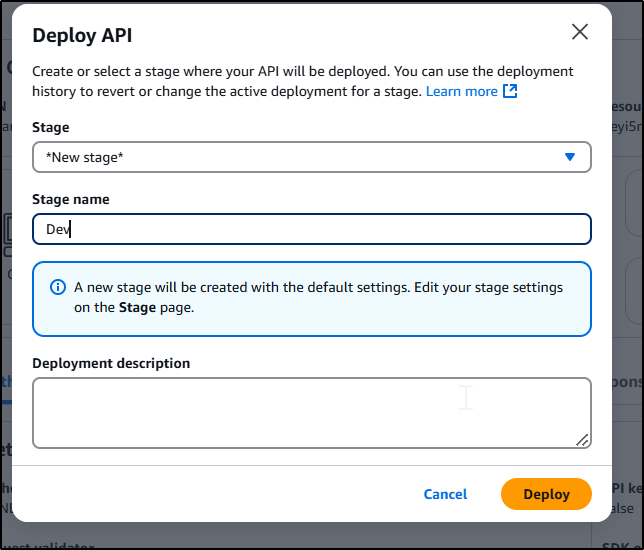 Deploy API
Create or select a stage where your API will be deployed. You can use the deployment
history to revert or change the active deployment for a stage. Learn more
Stage
*New stage*
Stage name
Dev
A new stage will be created with the default settings. Edit your stage settings
on the Stage page.
Deployment description
Cancel
Deploy